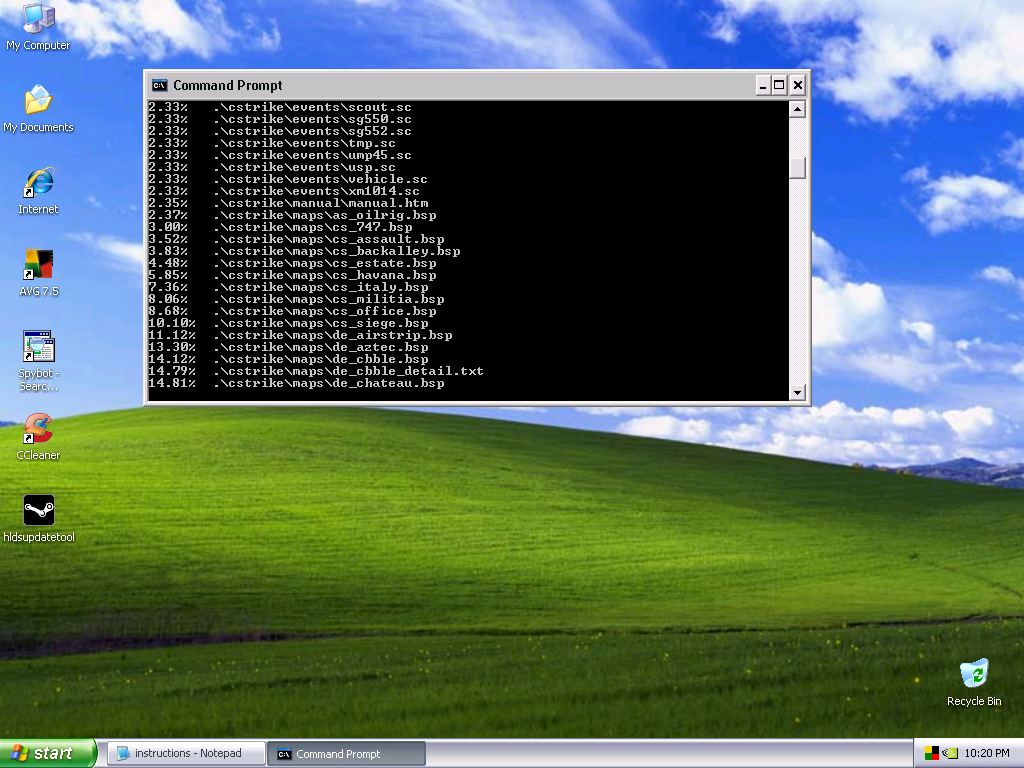 My Computer
My Documents
Internet
AVG 7.5
Spybot -
Searc...
CCleaner
hldsupdatetool
C:\ Command Prompt
2.33% .\cstrike\events\scout.sc
2.33% .\cstrike\events\sg550.sc
2.33% .\cstrike\events\sg552.sc
2.33% .\cstrike\events\tmp.sc
2.33% .\cstrike\events\ump45.sc
2.33% .\cstrike\events\usp.sc
2.33% .\cstrike\events\vehicle.sc
2.33% .\cstrike\events\xm1014.sc
2.35% .\cstrike\manual\manual.htm
2.37% .\cstrike\maps\as_oilrig.bsp
3.00% .\cstrike\maps\cs_747.bsp
3.52% .\cstrike\maps\cs_assault.bsp
3.83% .\cstrike\maps\cs_backalley.bsp
4.48% .\cstrike\maps\cs_estate.bsp
5.85% .\cstrike\maps\cs_havana.bsp
7.36% .\cstrike\maps\cs_italy.bsp
8.06% .\cstrike\maps\cs_militia.bsp
8.68% .\cstrike\maps\cs_office.bsp
10.10% .\cstrike\maps\cs_siege.bsp
11.12% .\cstrike\maps\de_airstrip.bsp
13.30% .\cstrike\maps\de_aztec.bsp
14.12% .\cstrike\maps\de_cbble.bsp
14.79% .\cstrike\maps\de_cbble_detail.txt
14.81% .\cstrike\maps\de_chateau.bsp
Recycle Bin
start
instructions - Notepad
C:\ Command Prompt
10:20 PM